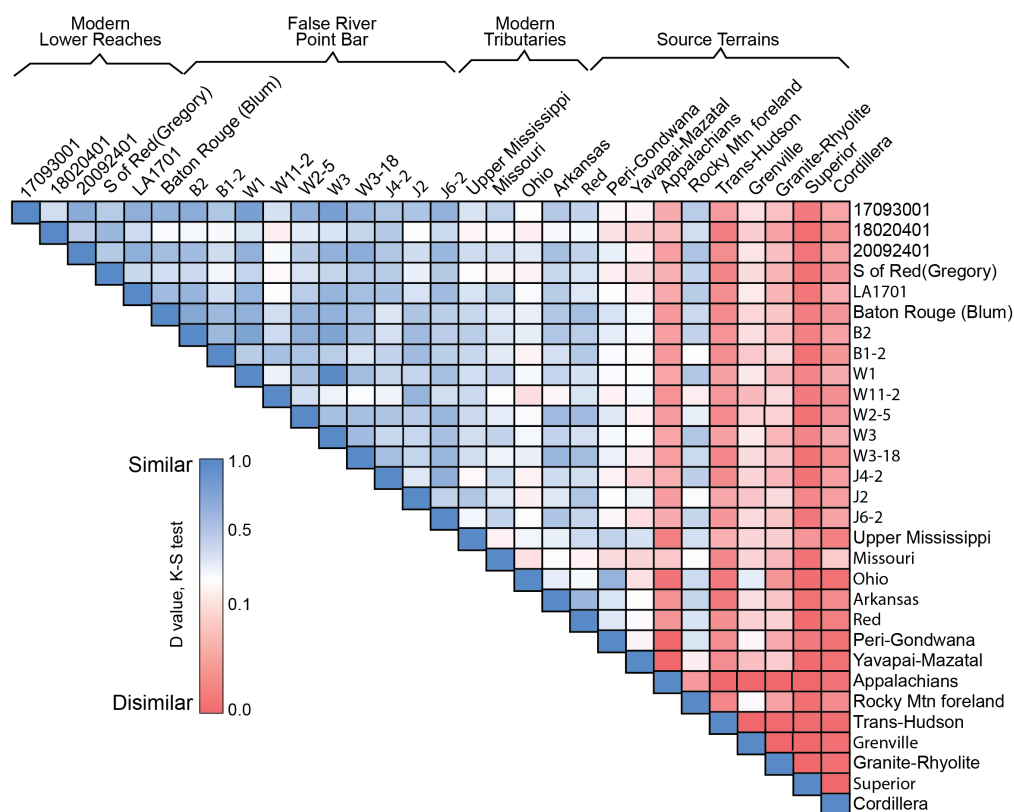 Modern
Lower Reaches
False River
Point Bar
Modern
Tributaries
Source Terrains
17093001
18020401
20092401
S of Red(Gregory)
LA1701
Baton Rouge (Blum)
B2
B1-2
W1
W11-2
W2-5
W3
W3-18
J4-2
J2
J6-2
Upper Mississippi
Missouri
Ohio
Arkansas
Red
Peri-Gondwana
Yavapai-Mazatal
Appalachians
Rocky Mtn foreland
Trans-Hudson
Grenville
Granite-Rhyolite
Superior
Cordillera
17093001
18020401
20092401
S of Red(Gregory)
LA1701
Baton Rouge (Blum)
B2
B1-2
W1
W11-2
W2-5
W3
W3-18
J4-2
J2
J6-2
Upper Mississippi
Missouri
Ohio
Arkansas
Red
Peri-Gondwana
Yavapai-Mazatal
Appalachians
Rocky Mtn foreland
Trans-Hudson
Grenville
Granite-Rhyolite
Superior
Cordillera
Similar
1.0
0.5
0.1
0.0
D value, K-S test
Disimilar